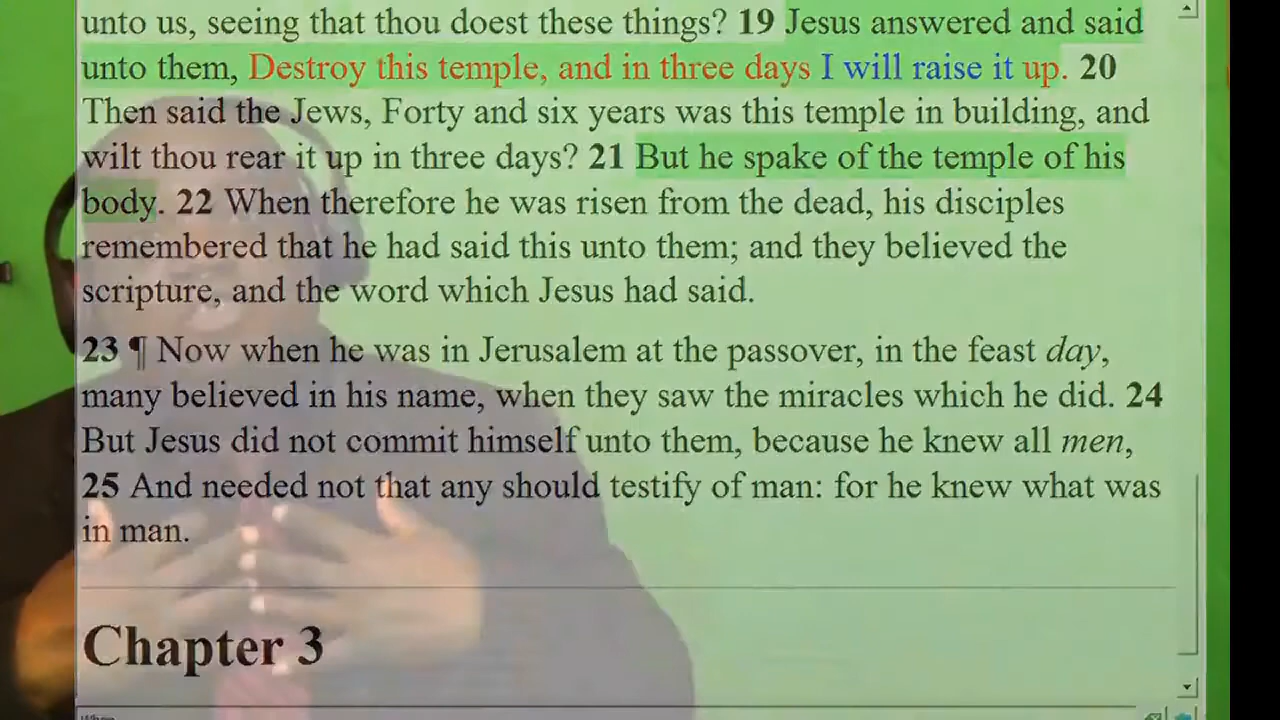 unto us, seeing that thou doest these things? 19 Jesus answered and said
unto them, Destroy this temple, and in three days I will raise it up. 20
Then said the Jews, Forty and six years was this temple in building, and
wilt thou rear it up in three days? 21 But he spake of the temple of his
body. 22 When therefore he was risen from the dead, his disciples
remembered that he had said this unto them; and they believed the
scripture, and the word which Jesus had said.
23 ¶ Now when he was in Jerusalem at the passover, in the feast day,
many believed in his name, when they saw the miracles which he did. 24
But Jesus did not commit himself unto them, because he knew all men,
25 And needed not that any should testify of man: for he knew what was
in man.
Chapter 3